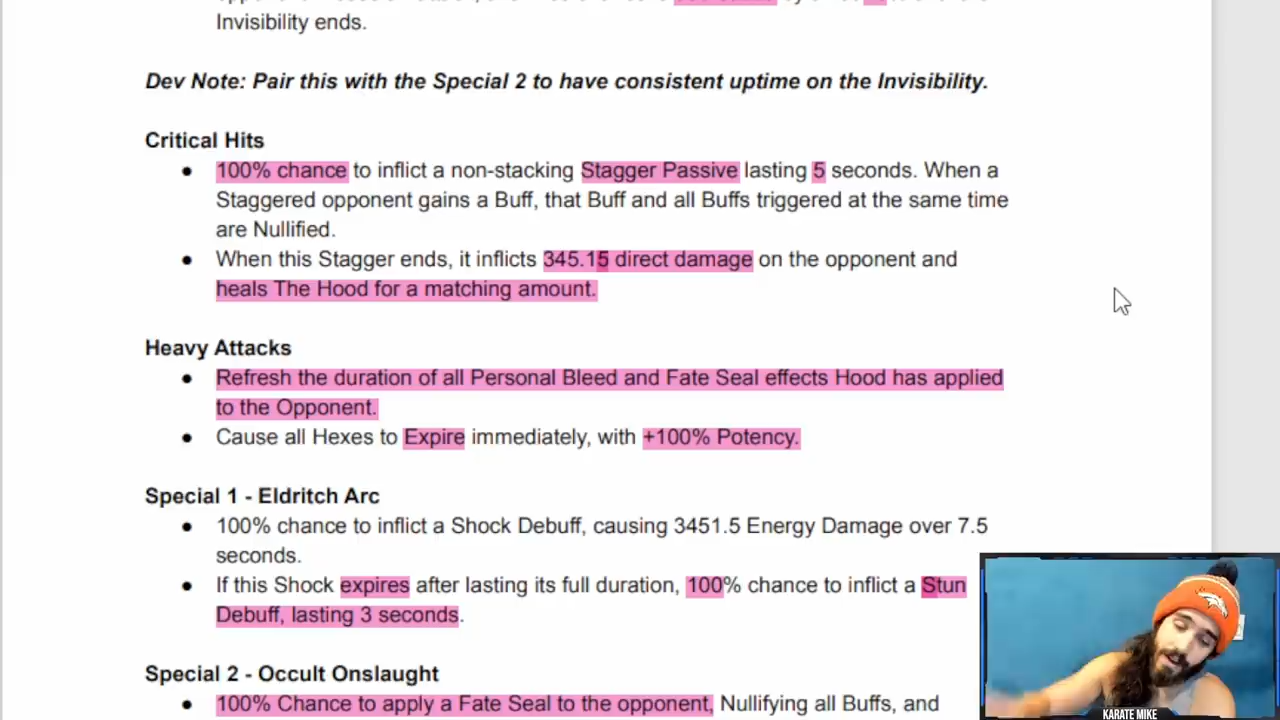 Invisibility ends.
Dev Note: Pair this with the Special 2 to have consistent uptime on the Invisibility.
Critical Hits
● 100% chance to inflict a non-stacking Stagger Passive lasting 5 seconds. When a
Staggered opponent gains a Buff, that Buff and all Buffs triggered at the same time
are Nullified.
● When this Stagger ends, it inflicts 345.15 direct damage on the opponent and
heals The Hood for a matching amount.
Heavy Attacks
● Refresh the duration of all Personal Bleed and Fate Seal effects Hood has applied
to the Opponent.
● Cause all Hexes to Expire immediately, with +100% Potency.
Special 1 - Eldritch Arc
● 100% chance to inflict a Shock Debuff, causing 3451.5 Energy Damage over 7.5
seconds.
● If this Shock expires after lasting its full duration, 100% chance to inflict a Stun
Debuff, lasting 3 seconds.
Special 2 - Occult Onslaught
● 100% Chance to apply a Fate Seal to the opponent, Nullifying all Buffs, and
KARATE MIKE